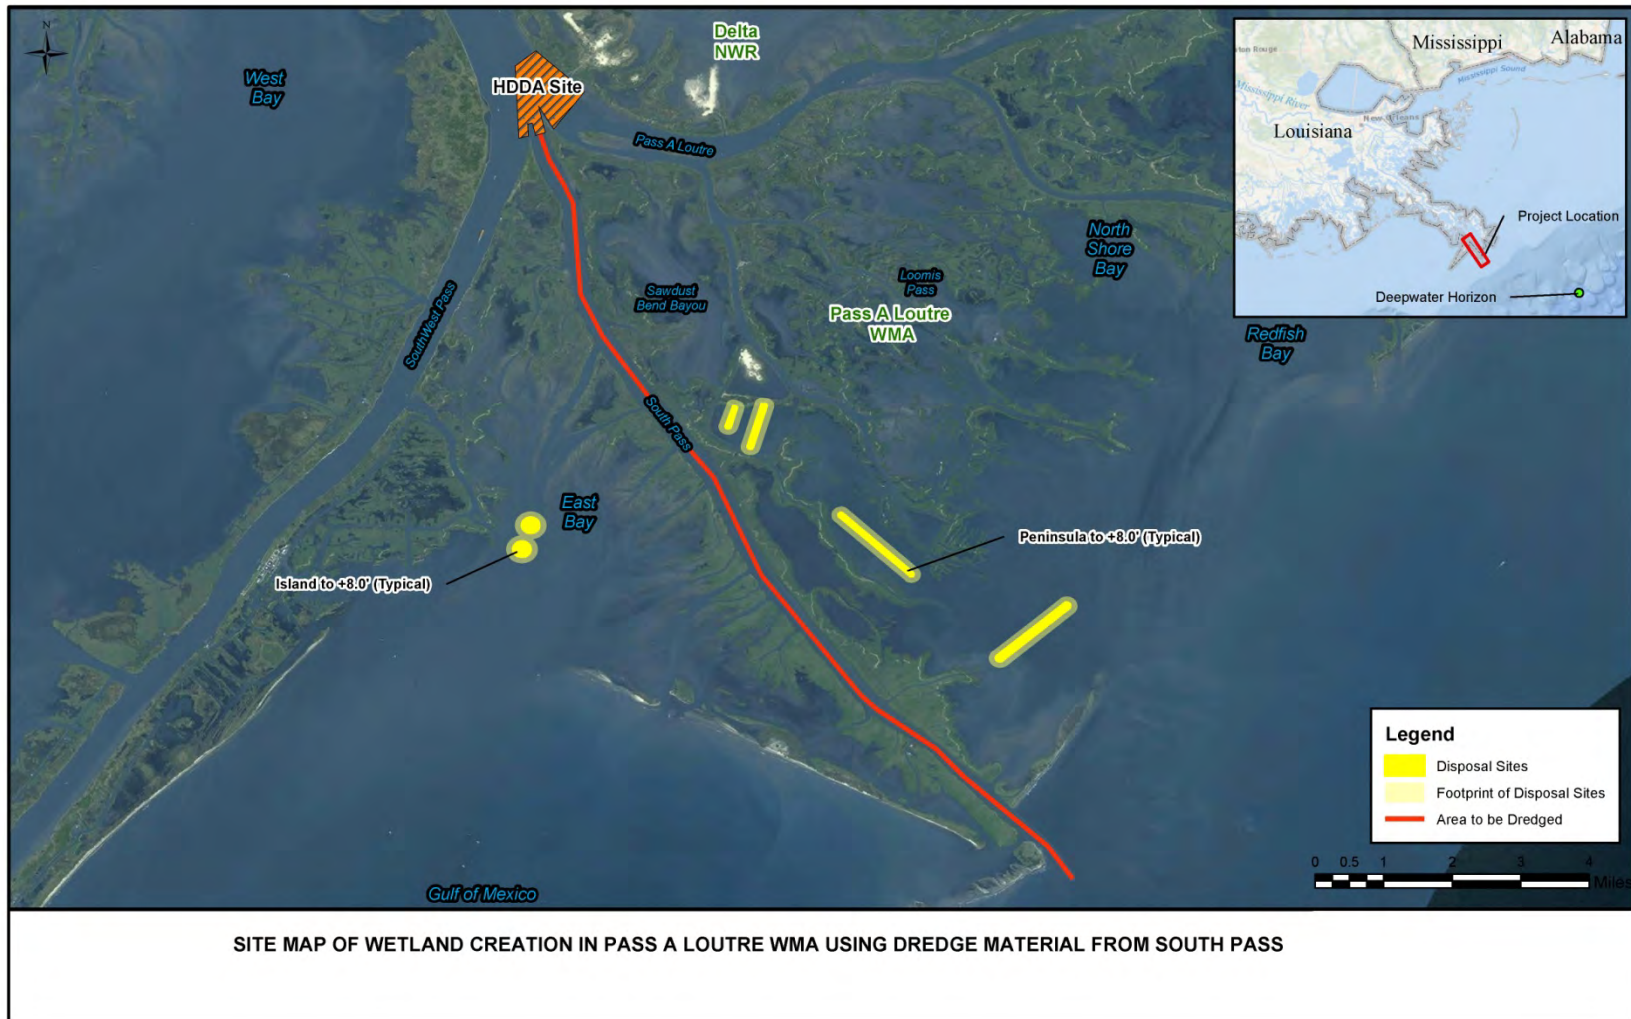 N
West
Bay
HDDA Site
Delta
NWR
Pass A Loutre
North
Shore
Bay
Loomis
Pass
Sawdust
Bend Bayou
Pass A Loutre
WMA
SouthWest Pass
South Pass
Redfish
Bay
East
Bay
Island to +8.0' (Typical)
Peninsula to +8.0' (Typical)
Gulf of Mexico
Mississippi
Alabama
ton Rouge
Mississippi Sound
Mississippi River
New Orleans
Louisiana
Project Location
Deepwater Horizon
Legend
Disposal Sites
Footprint of Disposal Sites
Area to be Dredged
0 0.5 1 2 3 4
Miles
SITE MAP OF WETLAND CREATION IN PASS A LOUTRE WMA USING DREDGE MATERIAL FROM SOUTH PASS